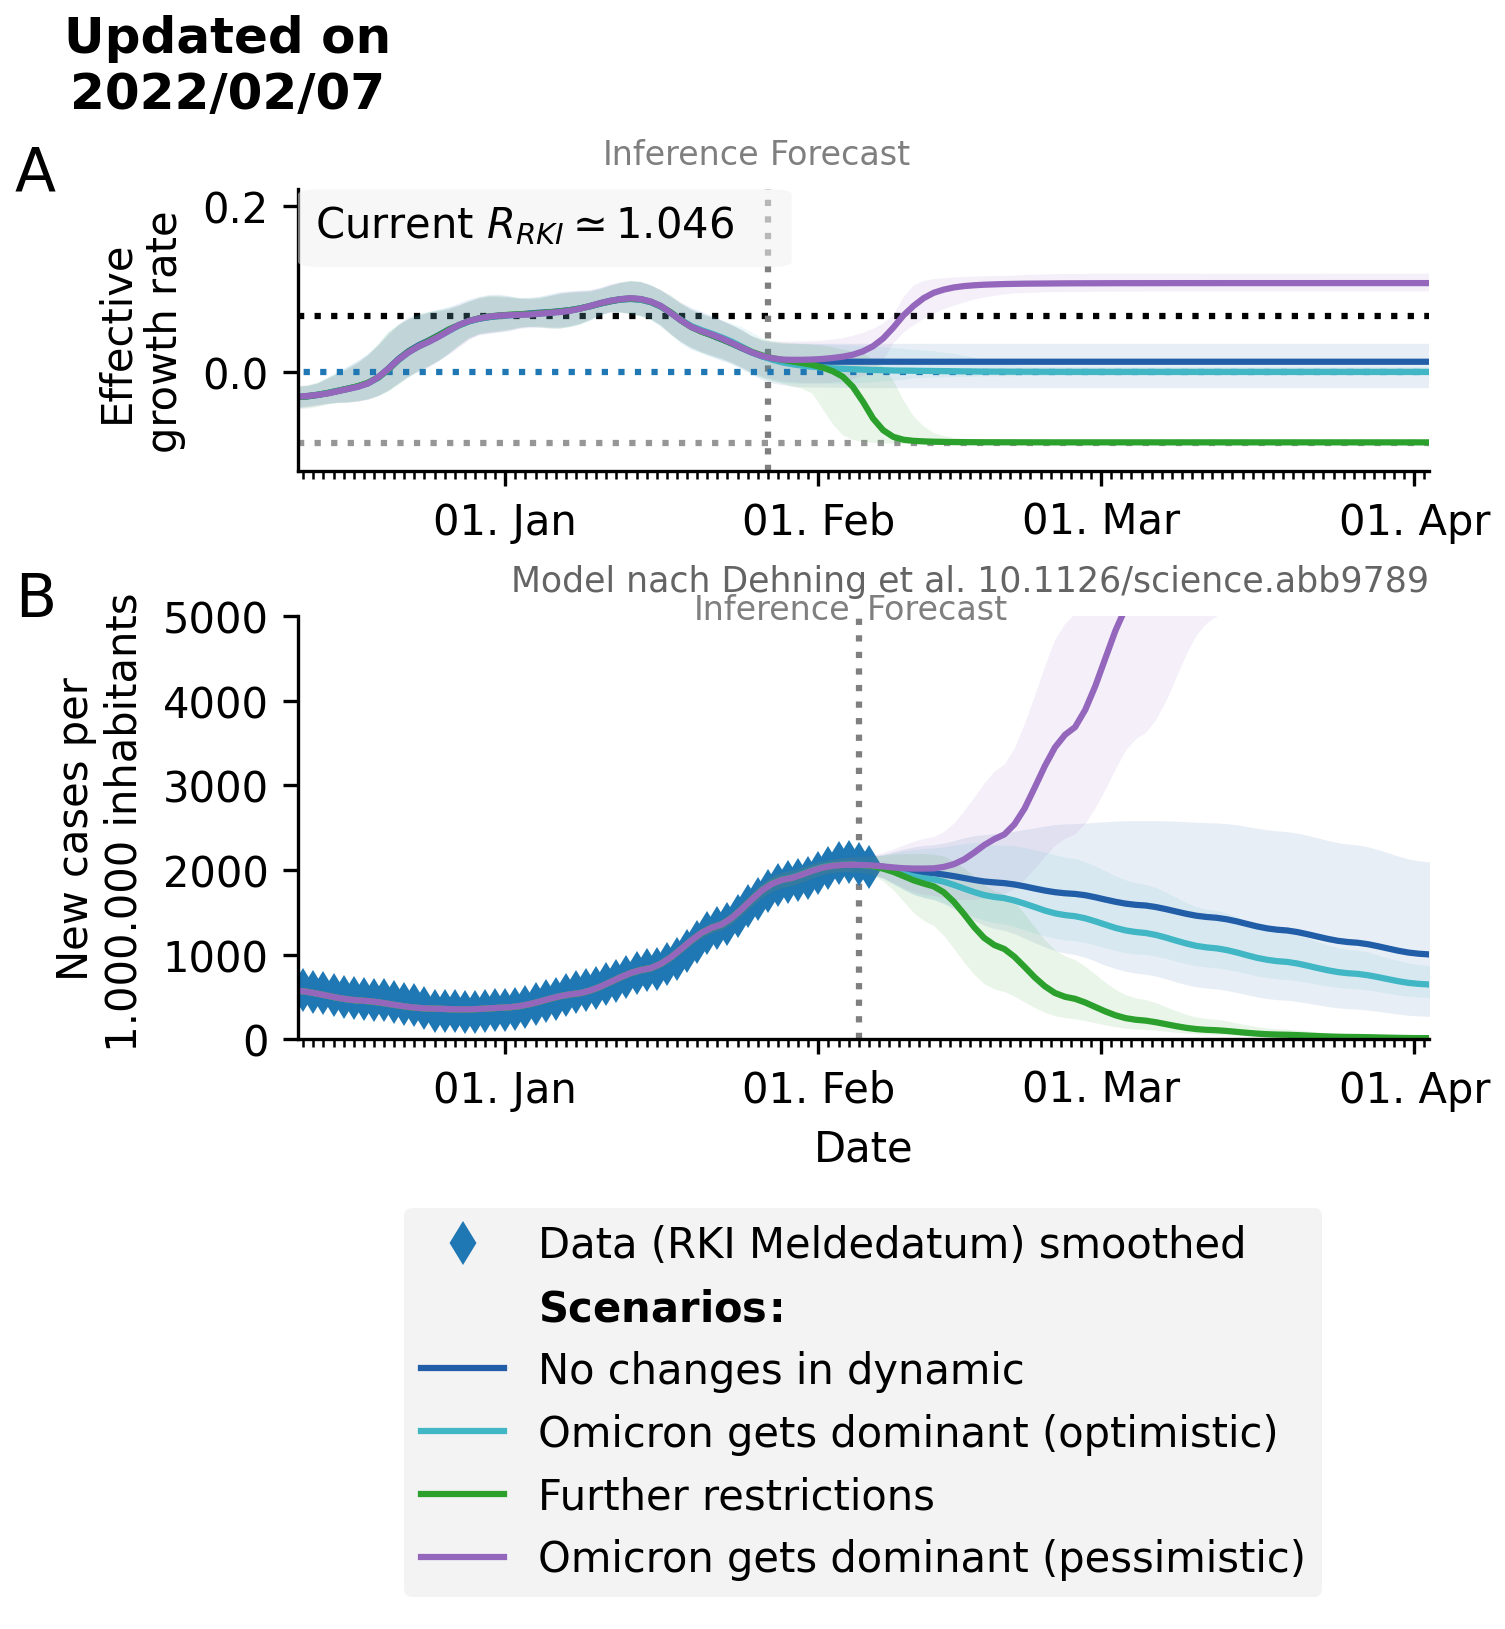 Updated on
2022/02/07
A
Inference Forecast
Current R_RKI ≃ 1.046
Effective
growth rate
0.2
0.0
01. Jan 01. Feb 01. Mar 01. Apr
B
Model nach Dehning et al. 10.1126/science.abb9789
Inference Forecast
New cases per
1.000.000 inhabitants
5000
4000
3000
2000
1000
0
01. Jan 01. Feb 01. Mar 01. Apr
Date
Data (RKI Meldedatum) smoothed
Scenarios:
No changes in dynamic
Omicron gets dominant (optimistic)
Further restrictions
Omicron gets dominant (pessimistic)